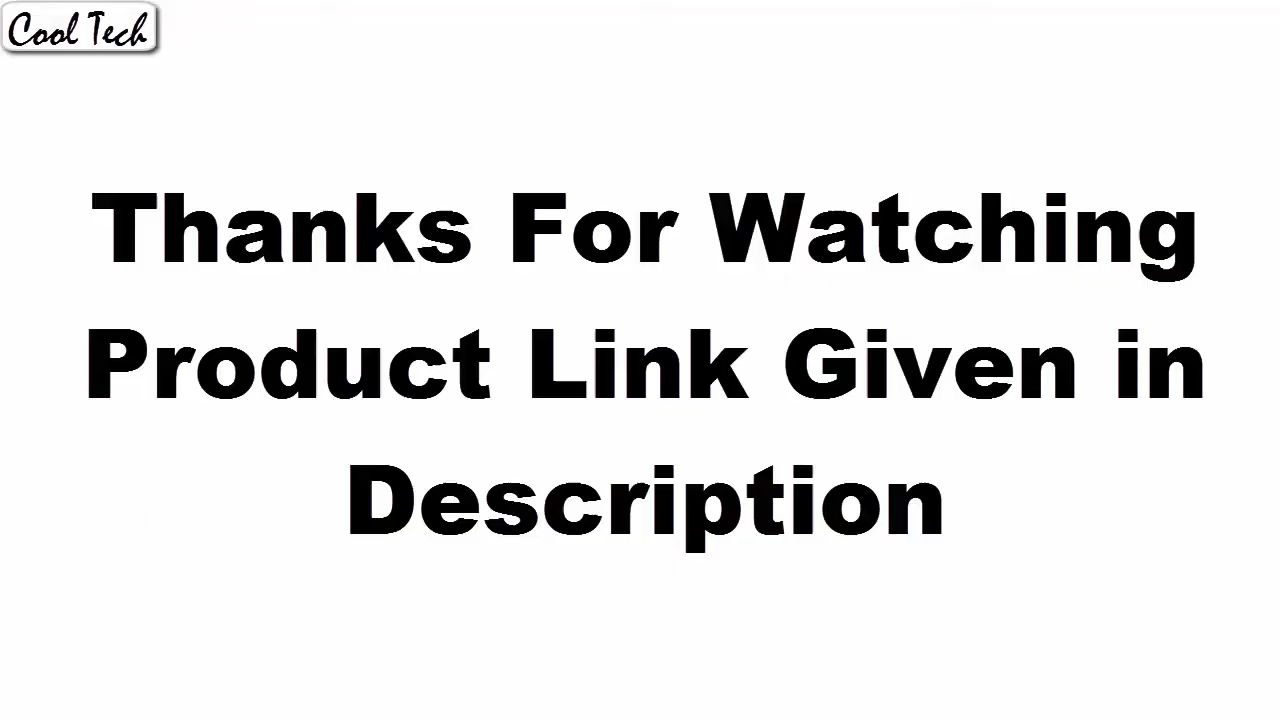 Cool Tech
Thanks For Watching
Product Link Given in
Description